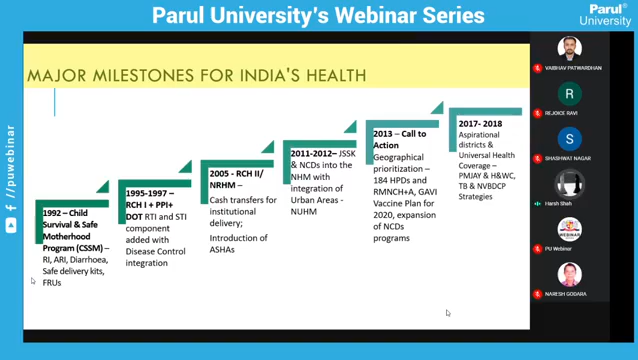 Parul University's Webinar Series
Parul®
University
/puwebinar
MAJOR MILESTONES FOR INDIA'S HEALTH
1992 – Child
Survival & Safe
Motherhood
Program (CSSM) –
RI, ARI, Diarrhoea,
Safe delivery kits,
FRUs
1995-1997 –
RCH I + PPI+
DOT RTI and STI
component
added with
Disease Control
integration
2005 - RCH II/
NRHM –
Cash transfers for
institutional
delivery;
Introduction of
ASHAs
2011-2012– JSSK
& NCDs into the
NHM with
integration of
Urban Areas -
NUHM
2013 – Call to
Action
Geographical
prioritization -
184 HPDs and
RMNCH+A, GAVI
Vaccine Plan for
2020, expansion
of NCDs
programs
2017- 2018
Aspirational
districts &
Universal Health
Coverage –
PMJAY & H&WC,
TB & NVBDCP
Strategies
VAIBHAV PATWARDHAN
R
REJOICE RAVI
S
SHASHWAT NAGAR
Harsh Shah
WEBINAR
PU Webinar
NARESH GODARA